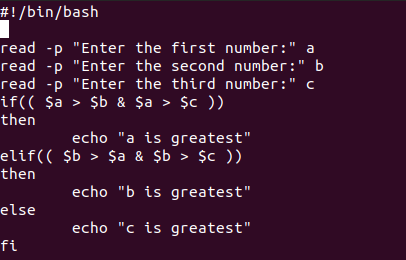 #!/bin/bash
read -p "Enter the first number:" a
read -p "Enter the second number:" b
read -p "Enter the third number:" c
if(( $a > $b & $a > $c ))
then
        echo "a is greatest"
elif(( $b > $a & $b > $c ))
then
        echo "b is greatest"
else
        echo "c is greatest"
fi